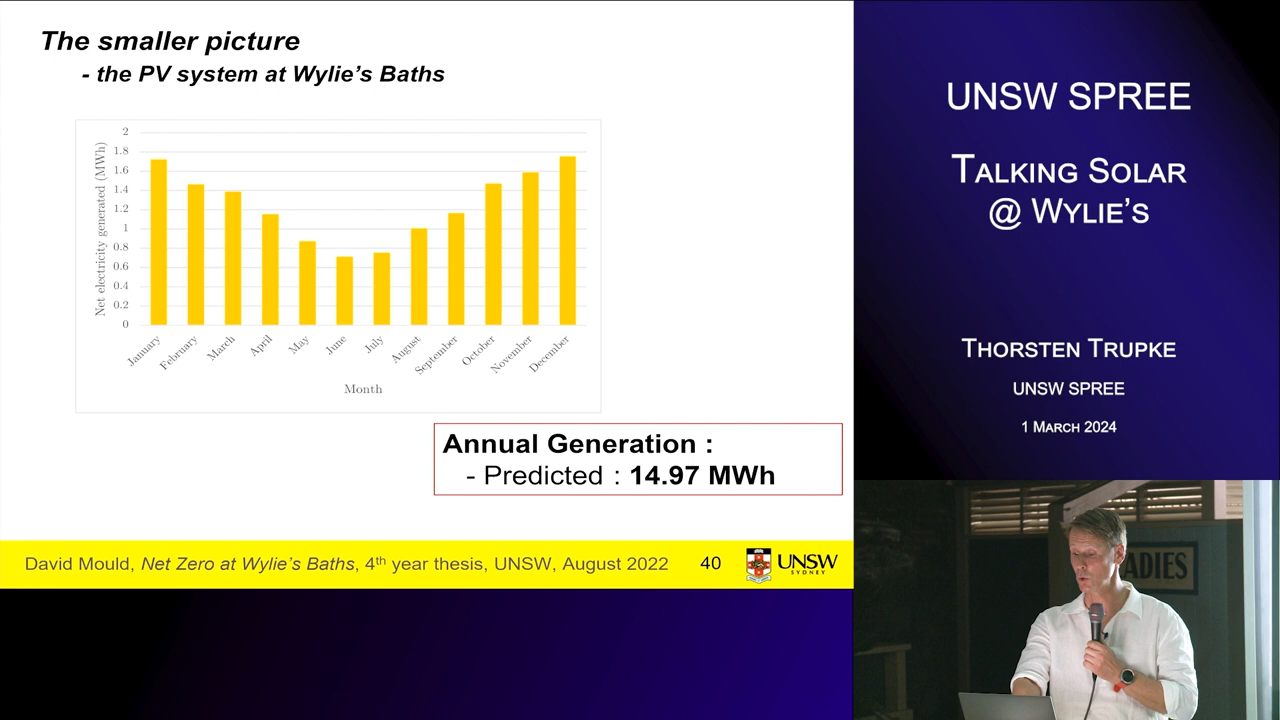 The smaller picture
- the PV system at Wylie's Baths
Net electricity generated (MWh)
2
1.8
1.6
1.4
1.2
1
0.8
0.6
0.4
0.2
0
January
February
March
April
May
June
July
August
September
October
November
December
Month
Annual Generation :
- Predicted : 14.97 MWh
David Mould, Net Zero at Wylie's Baths, 4th year thesis, UNSW, August 2022
40
UNSW
SYDNEY
UNSW SPREE
TALKING SOLAR
@ WYLIE'S
THORSTEN TRUPKE
UNSW SPREE
1 MARCH 2024
ADIES